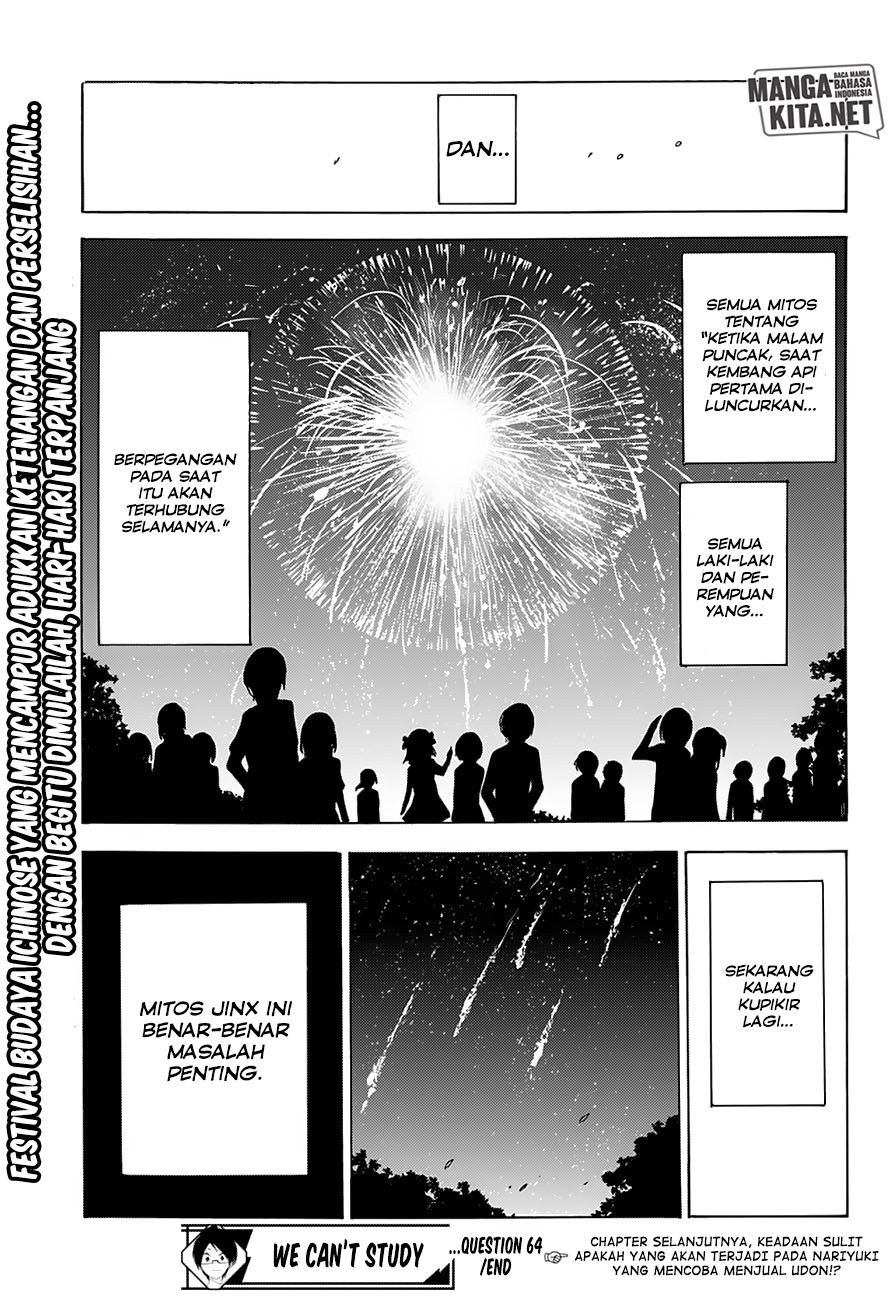 MANGA
BACA MANGA
BAHASA
INDONESIA
KITA.NET
DAN...
SEMUA MITOS
TENTANG
"KETIKA MALAM
PUNCAK, SAAT
KEMBANG API
PERTAMA DI-
LUNCURKAN...
SEMUA
LAKI-LAKI
DAN PE-
REMPUAN
YANG...
BERPEGANGAN
PADA SAAT
ITU AKAN
TERHUBUNG
SELAMANYA."
SEKARANG
KALAU
KUPIKIR
LAGI...
MITOS JINX INI
BENAR-BENAR
MASALAH
PENTING.
FESTIVAL BUDAYA ICHINOSE YANG MENCAMPUR ADUKKAN KETENANGAN DAN PERSELISIHAN...
DENGAN BEGITU DIMULAILAH, HARI-HARI TERPANJANG
WE CAN'T STUDY
...QUESTION 64
/END
CHAPTER SELANJUTNYA, KEADAAN SULIT
APAKAH YANG AKAN TERJADI PADA NARIYUKI
YANG MENCOBA MENJUAL UDON!?